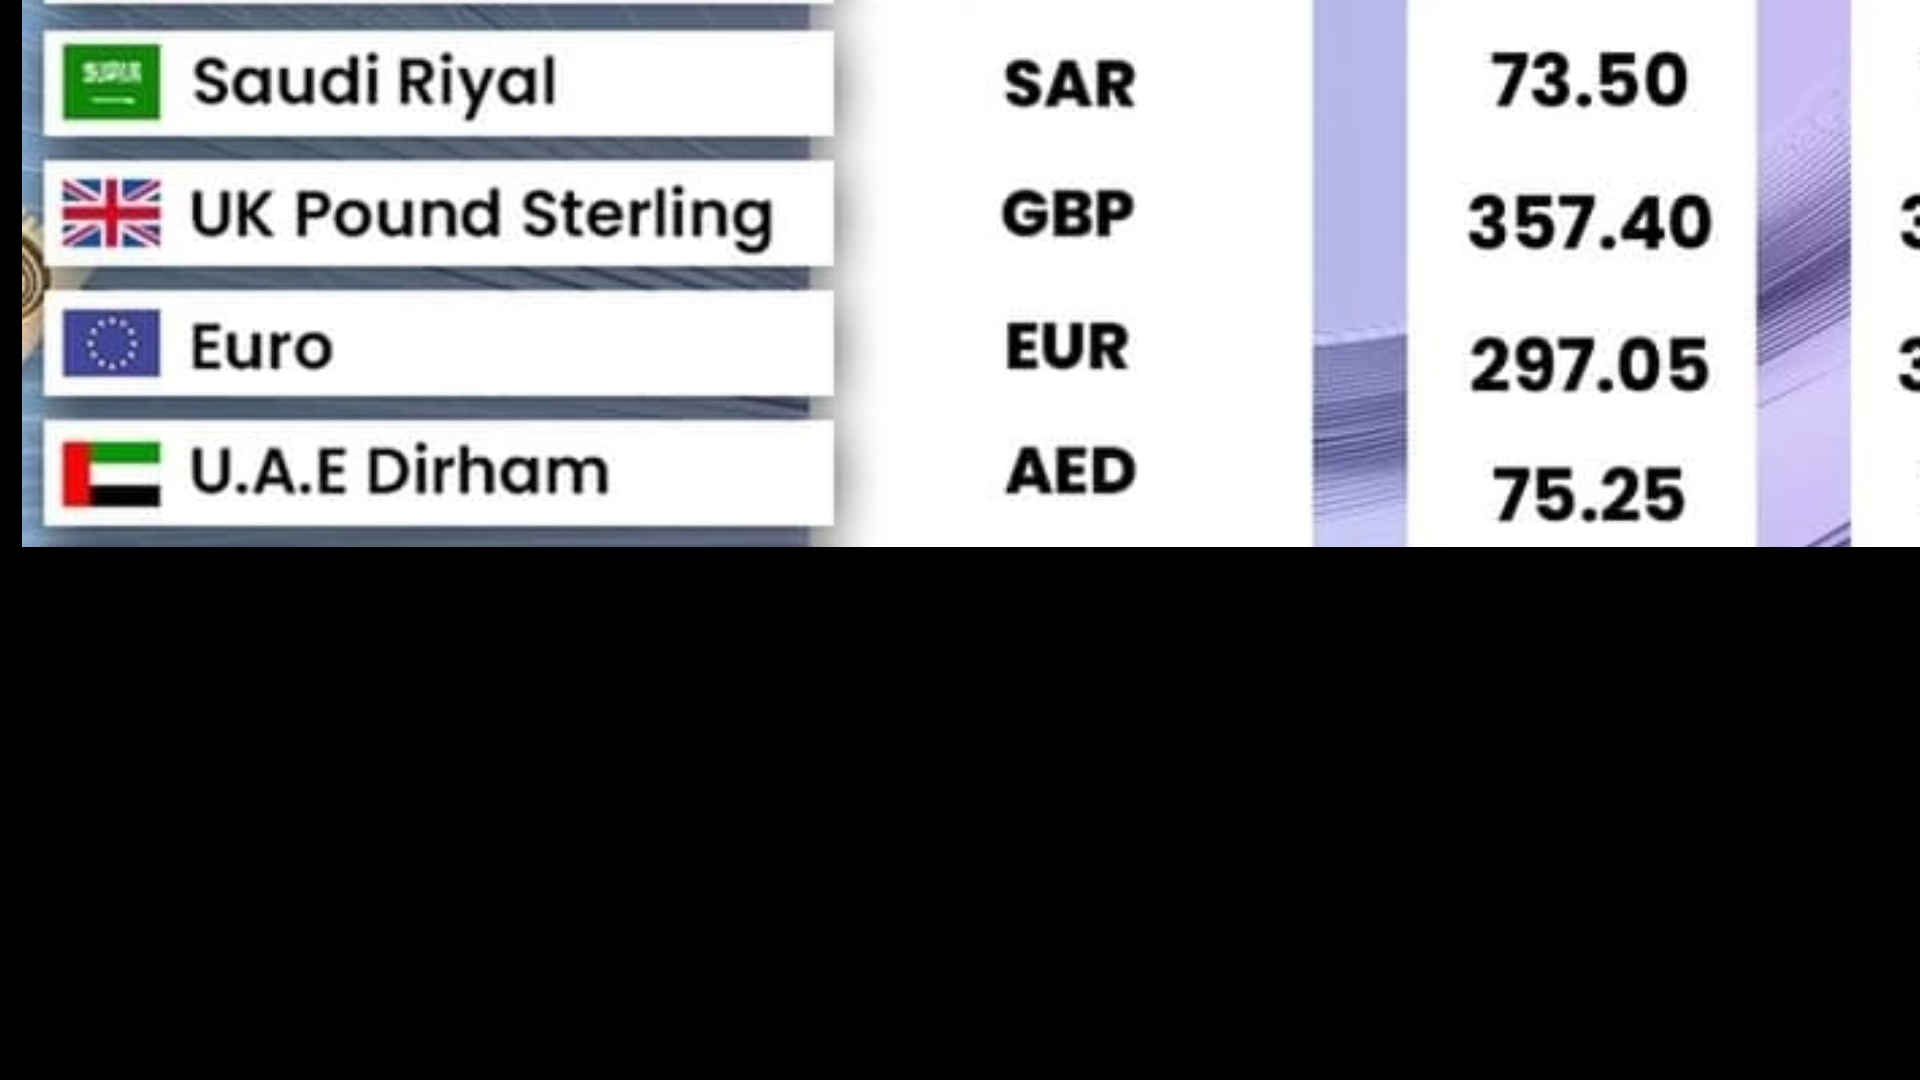 Saudi Riyal SAR 73.50
UK Pound Sterling GBP 357.40
Euro EUR 297.05
U.A.E Dirham AED 75.25